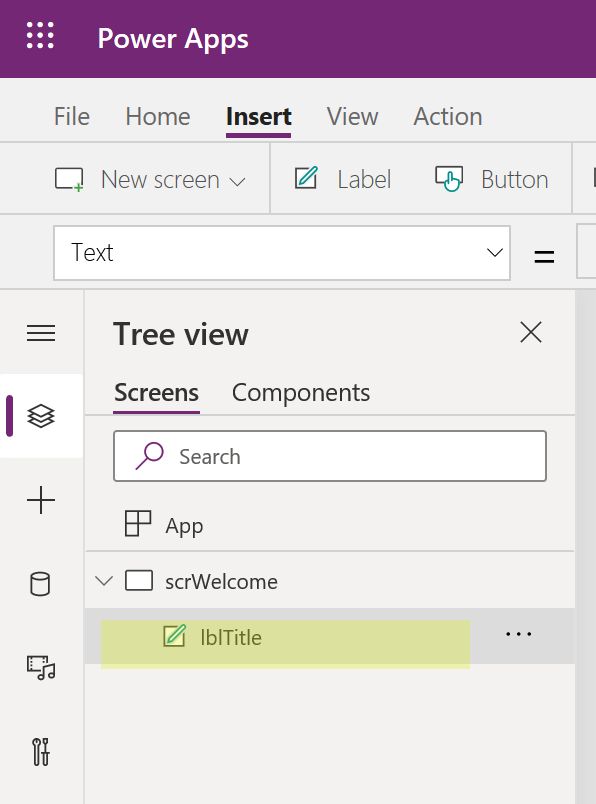 Power Apps
File Home Insert View Action
New screen Label Button
Text =
Tree view
Screens Components
Search
App
scrWelcome
lblTitle